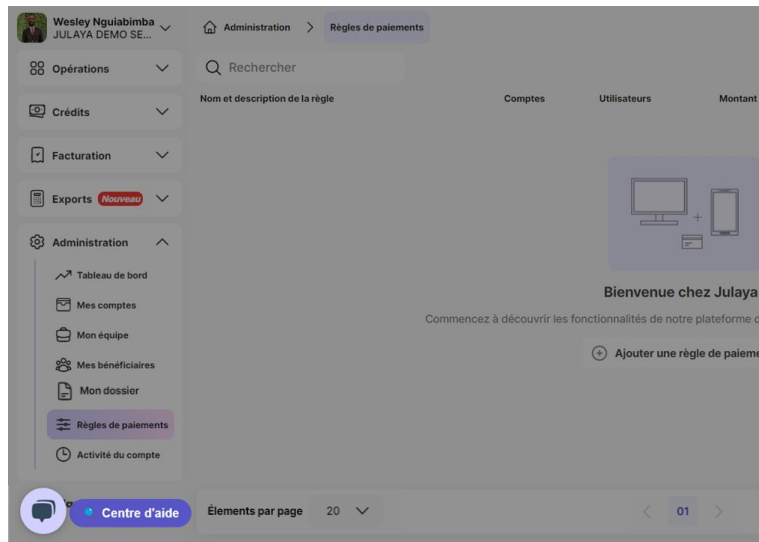 Wesley Nguiabimba
JULAYA DEMO SE...
Administration
Règles de paiements
Opérations
Rechercher
Nom et description de la règle
Comptes
Utilisateurs
Montant
Crédits
Facturation
Exports Nouveau
Administration
Tableau de bord
Mes comptes
Mon équipe
Mes bénéficiaires
Mon dossier
Règles de paiements
Activité du compte
Bienvenue chez Julaya
Commencez à découvrir les fonctionnalités de notre plateforme
Ajouter une règle de paieme
Centre d'aide
Élements par page
20
01